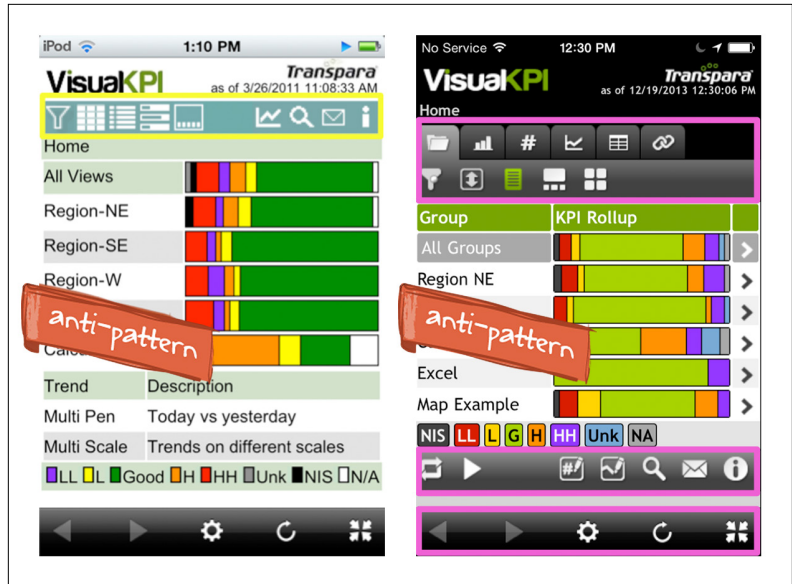 iPod
1:10 PM
VisualKPI
Transpara
as of 3/26/2011 11:08:33 AM
Home
All Views
Region-NE
Region-SE
Region-W
anti-pattern
Trend Description
Multi Pen Today vs yesterday
Multi Scale Trends on different scales
LL L Good H HH Unk NIS N/A
No Service
12:30 PM
VisualKPI
Transpara
as of 12/19/2013 12:30:06 PM
Home
#
Group KPI Rollup
All Groups
Region NE
anti-pattern
Excel
Map Example
NIS LL L G H HH Unk NA